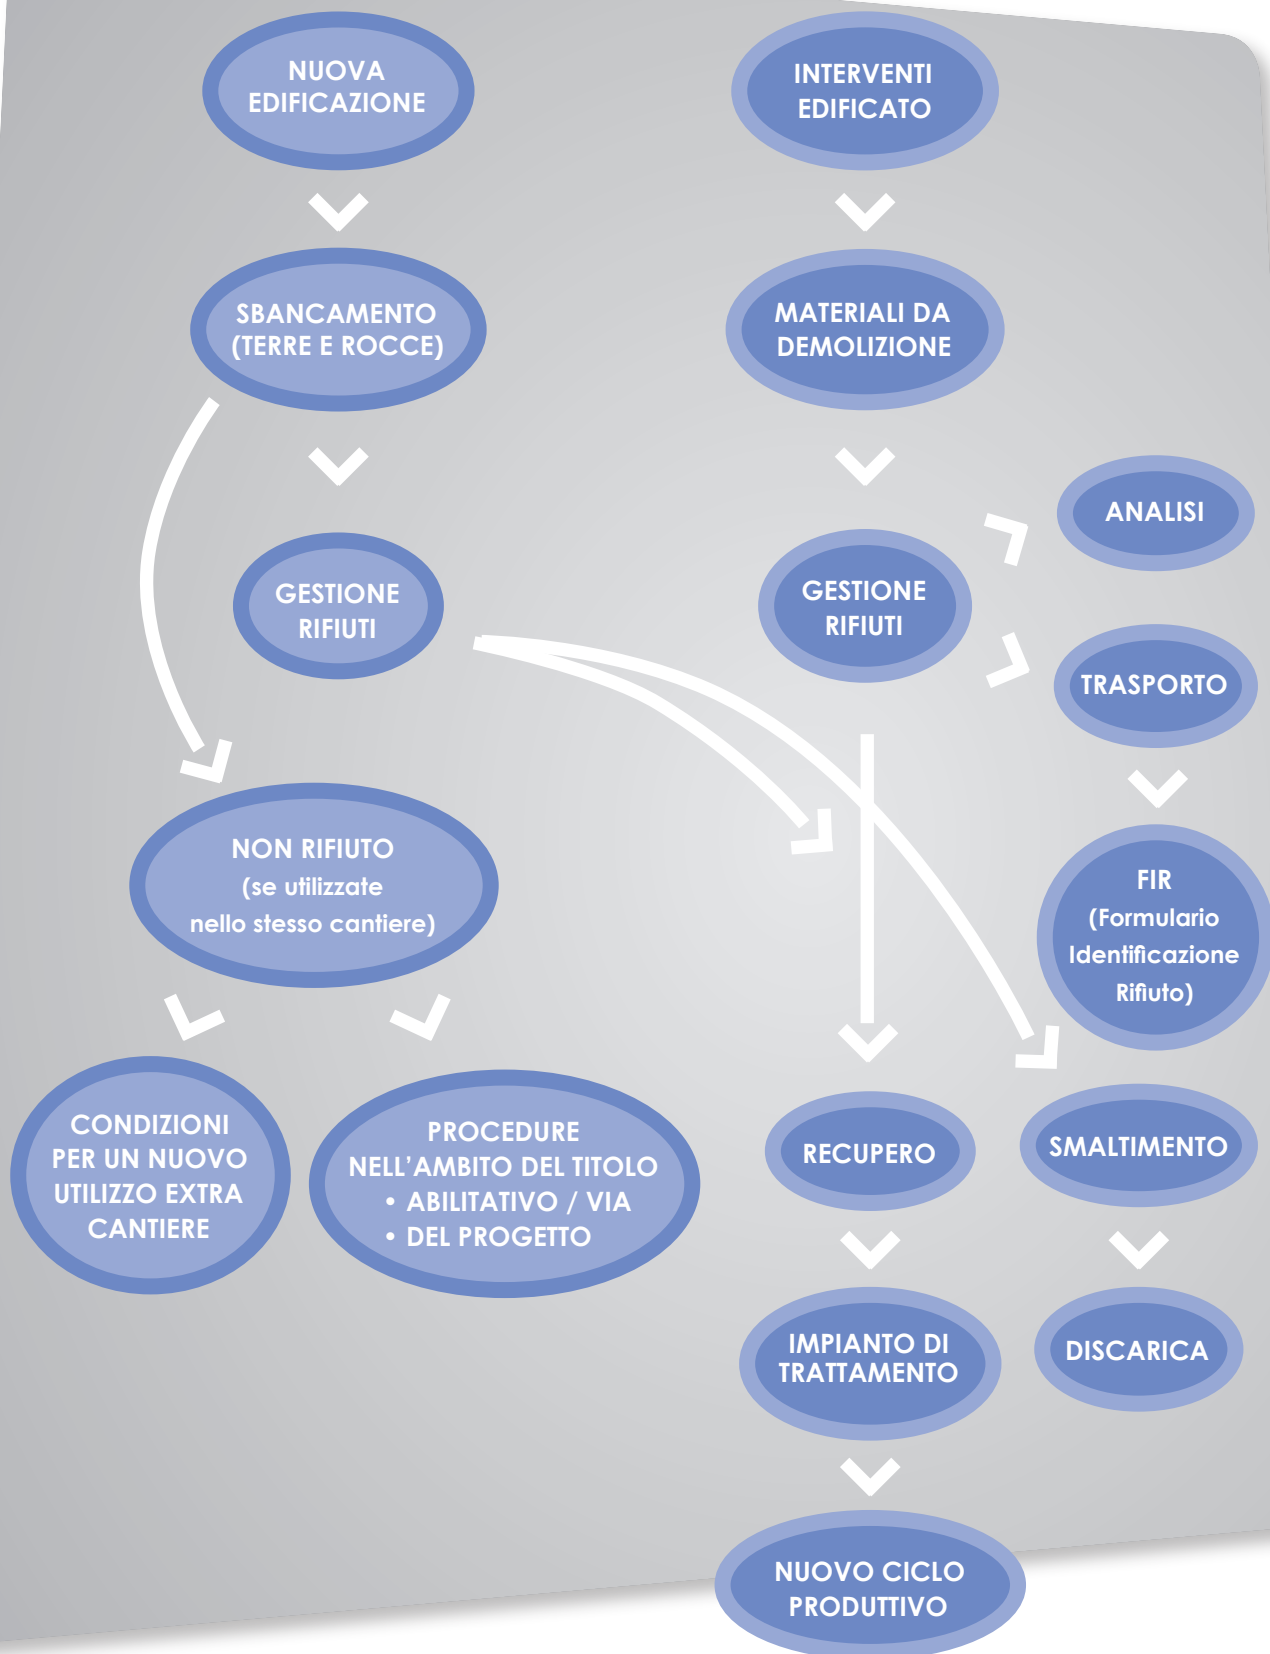 NUOVA
EDIFICAZIONE
INTERVENTI
EDIFICATO
SBANCAMENTO
(TERRE E ROCCE)
MATERIALI DA
DEMOLIZIONE
ANALISI
GESTIONE
RIFIUTI
GESTIONE
RIFIUTI
TRASPORTO
NON RIFIUTO
(se utilizzate
nello stesso cantiere)
FIR
(Formulario
Identificazione
Rifiuto)
CONDIZIONI
PER UN NUOVO
UTILIZZO EXTRA
CANTIERE
PROCEDURE
NELL’AMBITO DEL TITOLO
• ABILITATIVO / VIA
• DEL PROGETTO
RECUPERO
SMALTIMENTO
IMPIANTO DI
TRATTAMENTO
DISCARICA
NUOVO CICLO
PRODUTTIVO